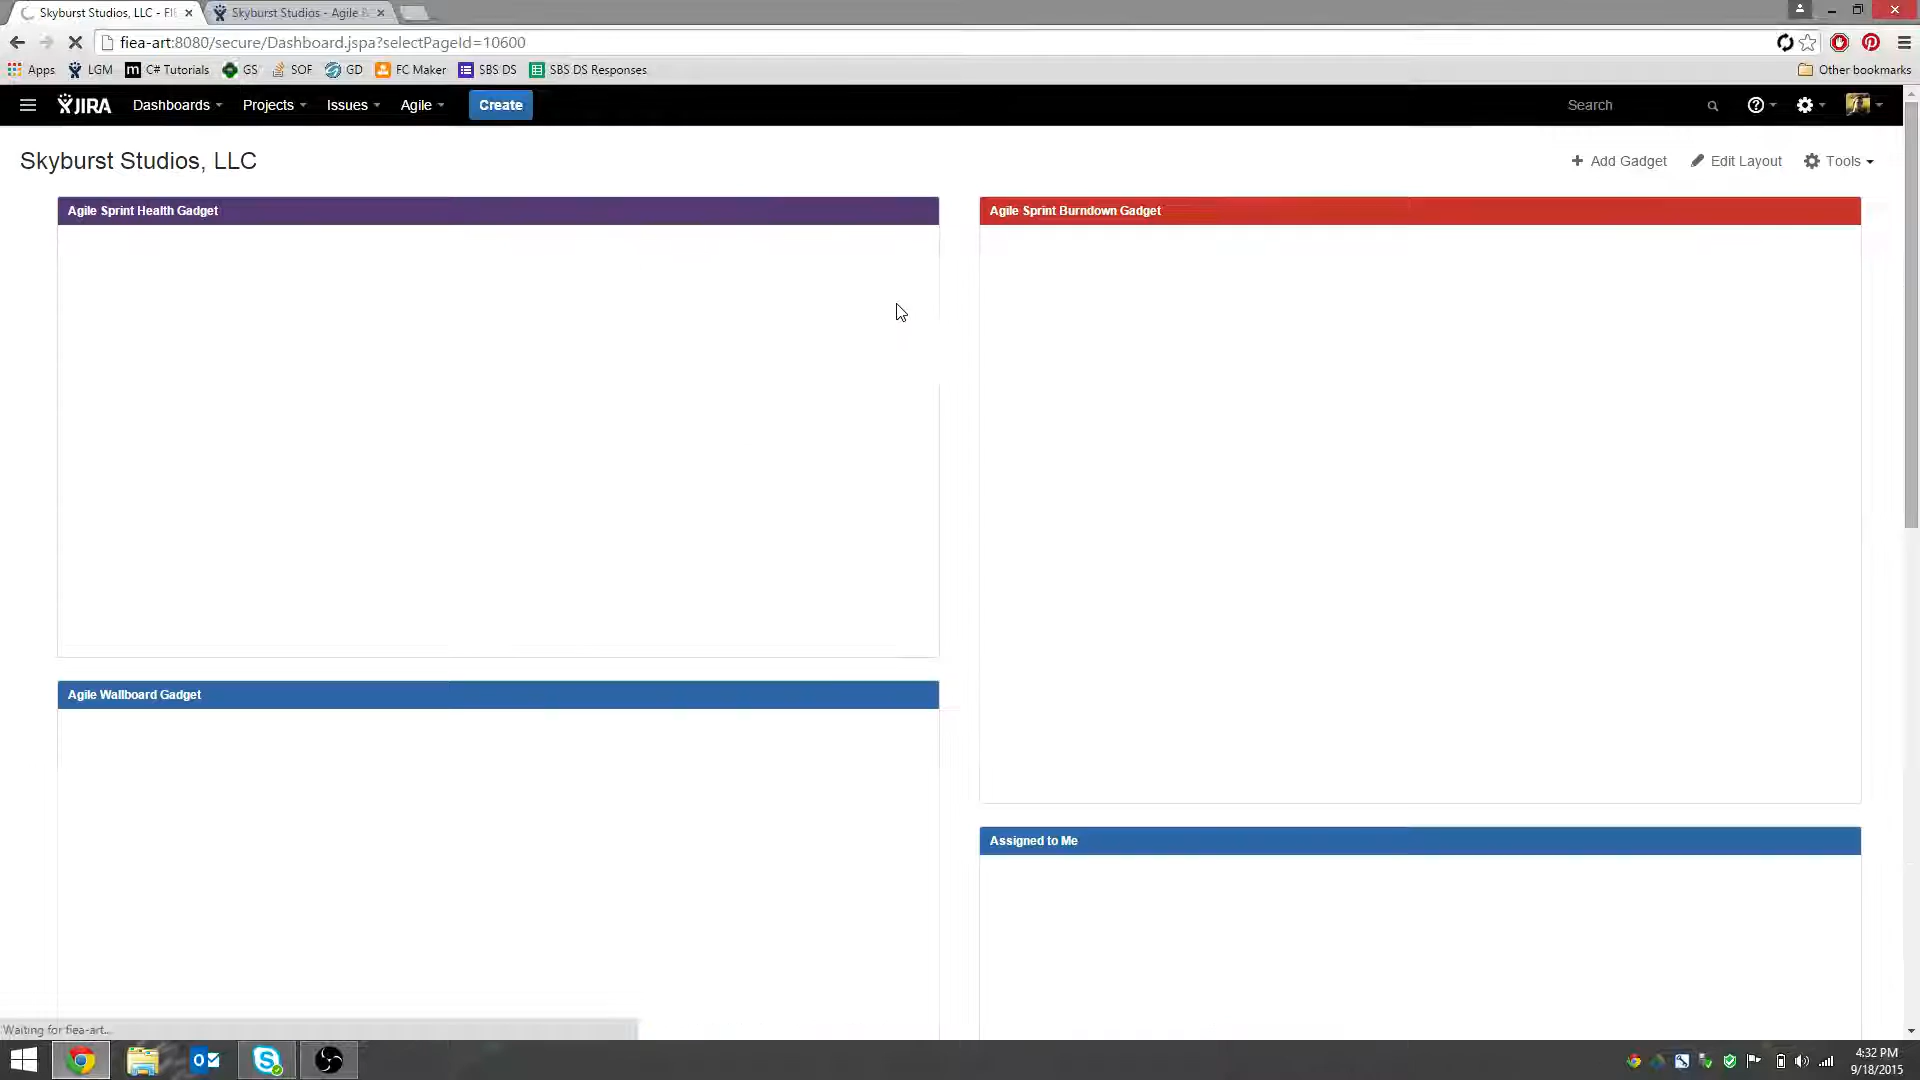 Skyburst Studios, LLC - FI
Skyburst Studios - Agile
fiea-art:8080/secure/Dashboard.jspa?selectPageId=10600
Apps LGM C# Tutorials GS SOF GD FC Maker SBS DS SBS DS Responses Other bookmarks
JIRA Dashboards Projects Issues Agile Create Search
Skyburst Studios, LLC
Add Gadget Edit Layout Tools
Agile Sprint Health Gadget
Agile Sprint Burndown Gadget
Agile Wallboard Gadget
Assigned to Me
Waiting for fiea-art...
4:32 PM
9/18/2015